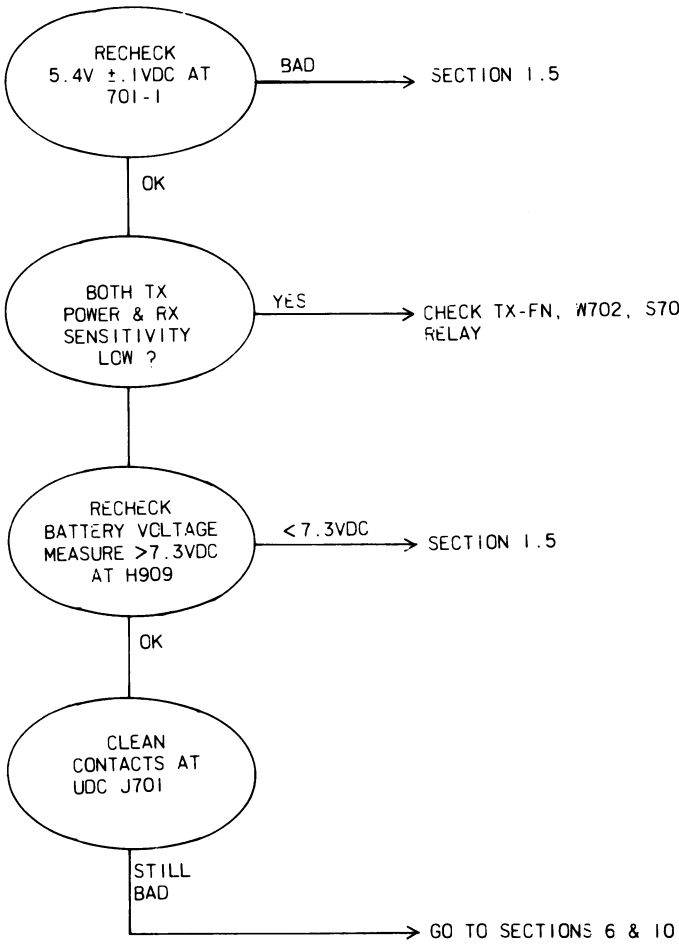 RECHECK
5.4V ±.1VDC AT
701-1
BAD
SECTION 1.5
OK
BOTH TX
POWER & RX
SENSITIVITY
LOW ?
YES
CHECK TX-FN, W702, S70
RELAY
RECHECK
BATTERY VOLTAGE
MEASURE >7.3VDC
AT H909
<7.3VDC
SECTION 1.5
OK
CLEAN
CONTACTS AT
UDC J701
STILL
BAD
GO TO SECTIONS 6 & 10